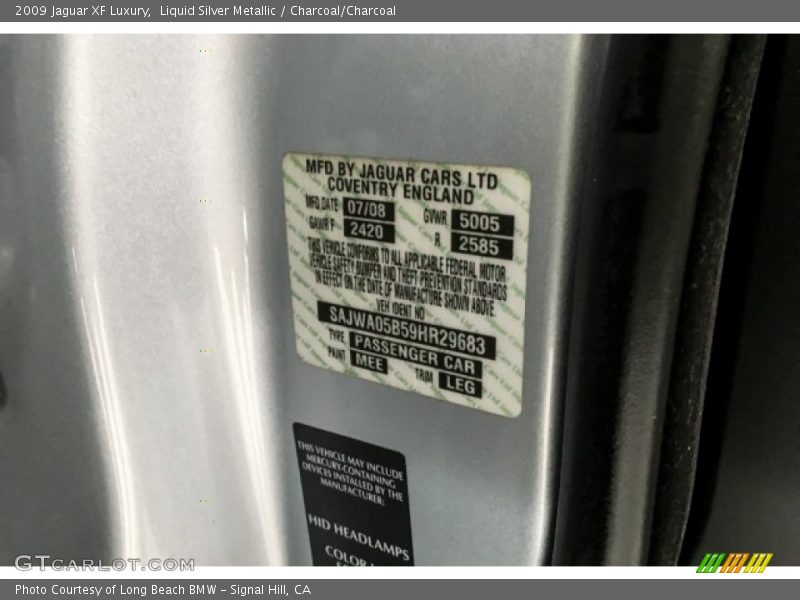 2009 Jaguar XF Luxury,  Liquid Silver Metallic / Charcoal/Charcoal
MFD BY JAGUAR CARS LTD
COVENTRY ENGLAND
MFD.DATE 07/08 GVWR 5005
GAWR F 2420 R 2585
THIS VEHICLE CONFORMS TO ALL APPLICABLE FEDERAL MOTOR
VEHICLE SAFETY, BUMPER AND THEFT PREVENTION STANDARDS
IN EFFECT ON THE DATE OF MANUFACTURE SHOWN ABOVE.
VEH IDENT NO
SAJWA05B59HR29683
TYPE PASSENGER CAR
PAINT MEE TRIM LEG
THIS VEHICLE MAY INCLUDE
MERCURY-CONTAINING
DEVICES INSTALLED BY THE
MANUFACTURER:
HID HEADLAMPS
COLOR
GTcarlot.com
Photo Courtesy of Long Beach BMW - Signal Hill, CA